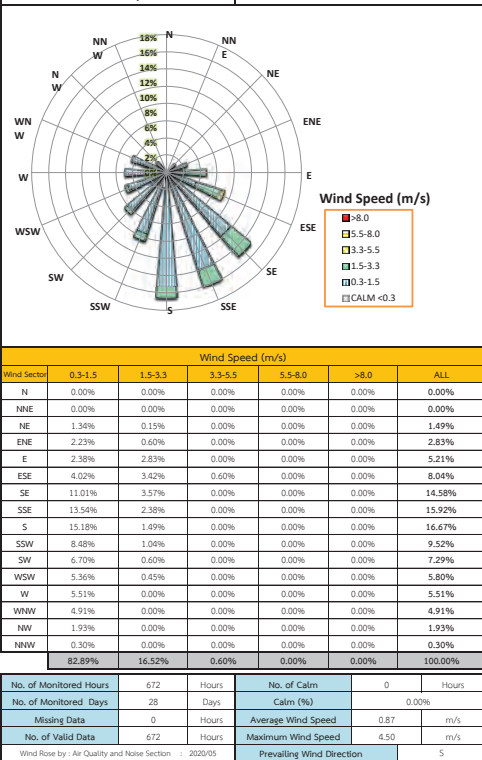 N
NN
E
NE
ENE
E
ESE
SE
SSE
S
SSW
SW
WSW
W
WN
W
N
W
NN
W
18%
16%
14%
12%
10%
8%
6%
4%
2%
Wind Speed (m/s)
>8.0
5.5-8.0
3.3-5.5
1.5-3.3
0.3-1.5
CALM <0.3
Wind Speed (m/s)
Wind Sector 0.3-1.5 1.5-3.3 3.3-5.5 5.5-8.0 >8.0 ALL
N 0.00% 0.00% 0.00% 0.00% 0.00% 0.00%
NNE 0.00% 0.00% 0.00% 0.00% 0.00% 0.00%
NE 1.34% 0.15% 0.00% 0.00% 0.00% 1.49%
ENE 2.23% 0.60% 0.00% 0.00% 0.00% 2.83%
E 2.38% 2.83% 0.00% 0.00% 0.00% 5.21%
ESE 4.02% 3.42% 0.60% 0.00% 0.00% 8.04%
SE 11.01% 3.57% 0.00% 0.00% 0.00% 14.58%
SSE 13.54% 2.38% 0.00% 0.00% 0.00% 15.92%
S 15.18% 1.49% 0.00% 0.00% 0.00% 16.67%
SSW 8.48% 1.04% 0.00% 0.00% 0.00% 9.52%
SW 6.70% 0.60% 0.00% 0.00% 0.00% 7.29%
WSW 5.36% 0.45% 0.00% 0.00% 0.00% 5.80%
W 5.51% 0.00% 0.00% 0.00% 0.00% 5.51%
WNW 4.91% 0.00% 0.00% 0.00% 0.00% 4.91%
NW 1.93% 0.00% 0.00% 0.00% 0.00% 1.93%
NNW 0.30% 0.00% 0.00% 0.00% 0.00% 0.30%
82.89% 16.52% 0.60% 0.00% 0.00% 100.00%
No. of Monitored Hours 672 Hours No. of Calm 0 Hours
No. of Monitored Days 28 Days Calm (%) 0.00%
Missing Data 0 Hours Average Wind Speed 0.87 m/s
No. of Valid Data 672 Hours Maximum Wind Speed 4.50 m/s
Wind Rose by : Air Quality and Noise Section : 2020/05 Prevailing Wind Direction S